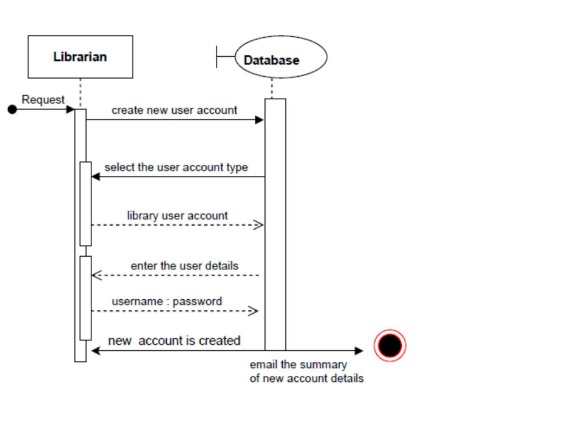 Librarian
Database
Request
create new user account
select the user account type
library user account
enter the user details
username : password
new account is created
email the summary
of new account details